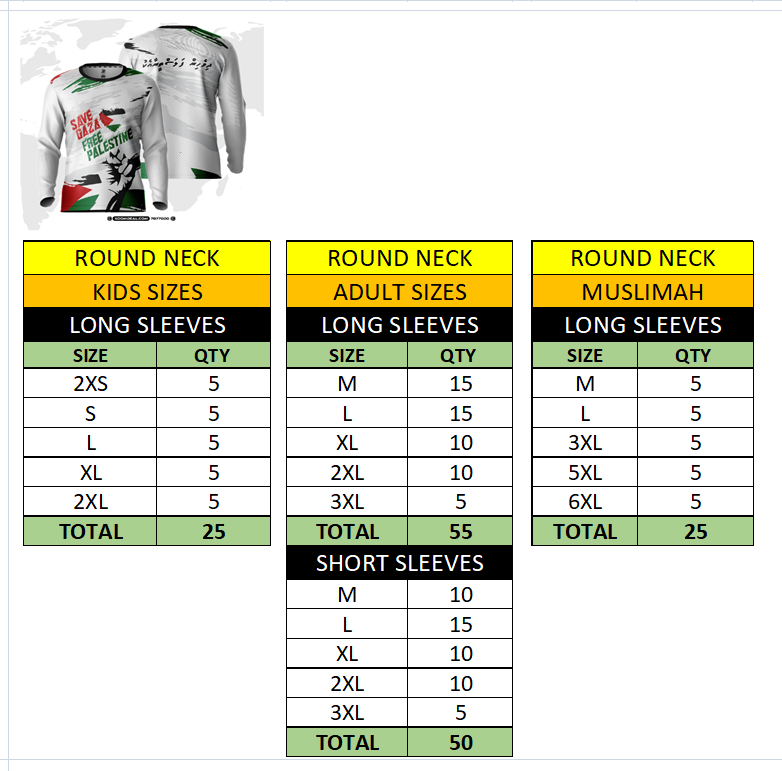 ދިވެހިން ފަލަސްޠީނާއެކު
SAVE
GAZA
FREE
PALESTINE
ROUND NECK
KIDS SIZES
LONG SLEEVES
SIZE QTY
2XS 5
S 5
L 5
XL 5
2XL 5
TOTAL 25
ROUND NECK
ADULT SIZES
LONG SLEEVES
SIZE QTY
M 15
L 15
XL 10
2XL 10
3XL 5
TOTAL 55
SHORT SLEEVES
M 10
L 15
XL 10
2XL 10
3XL 5
TOTAL 50
ROUND NECK
MUSLIMAH
LONG SLEEVES
SIZE QTY
M 5
L 5
3XL 5
5XL 5
6XL 5
TOTAL 25